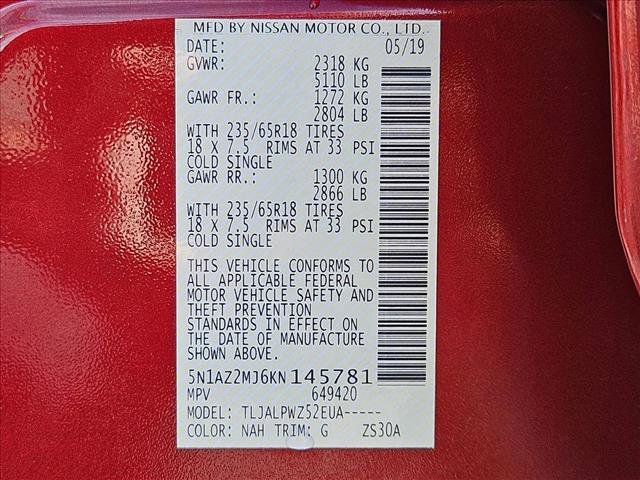 MFD BY NISSAN MOTOR CO., LTD.
DATE: 05/19
GVWR: 2318 KG
5110 LB
GAWR FR.: 1272 KG
2804 LB
WITH 235/65R18 TIRES
18 X 7.5 RIMS AT 33 PSI
COLD SINGLE
GAWR RR.: 1300 KG
2866 LB
WITH 235/65R18 TIRES
18 X 7.5 RIMS AT 33 PSI
COLD SINGLE
THIS VEHICLE CONFORMS TO
ALL APPLICABLE FEDERAL
MOTOR VEHICLE SAFETY AND
THEFT PREVENTION
STANDARDS IN EFFECT ON
THE DATE OF MANUFACTURE
SHOWN ABOVE.
5N1AZ2MJ6KN145781
MPV 649420
MODEL: TLJALPWZ52EUA-----
COLOR: NAH TRIM: G ZS30A